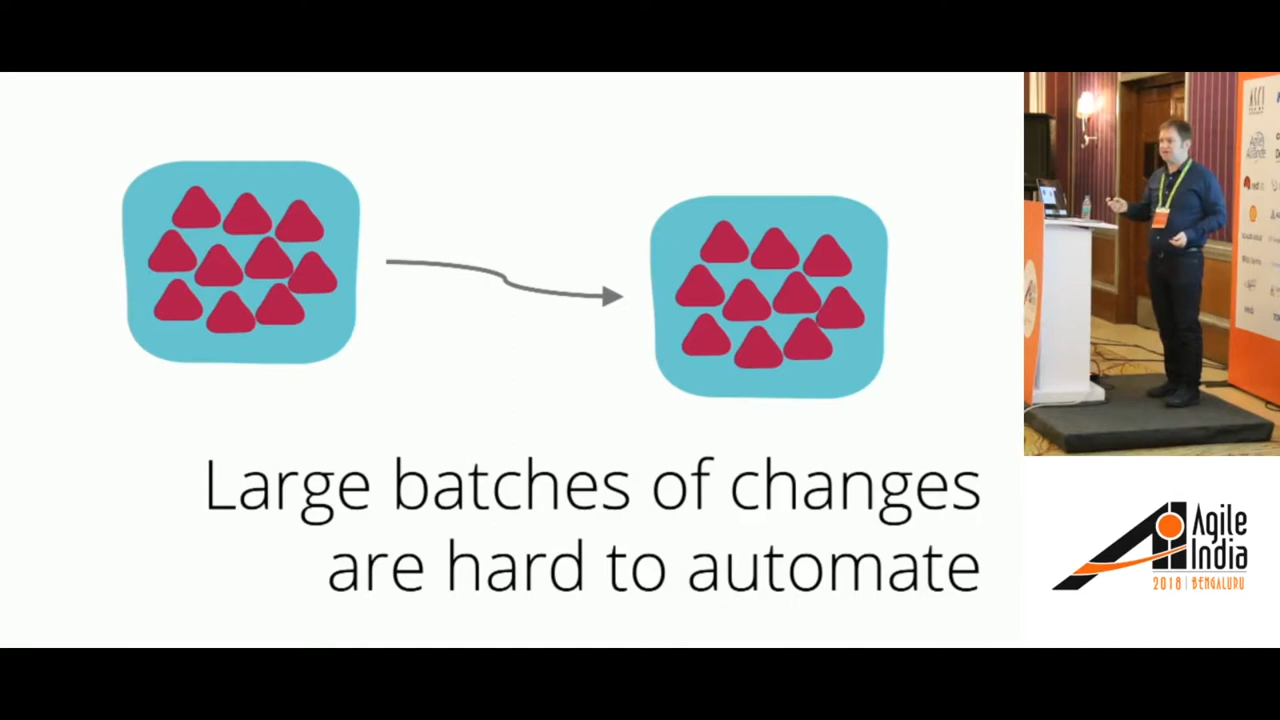 Large batches of changes
are hard to automate
Agile
India
2018 | BENGALURU